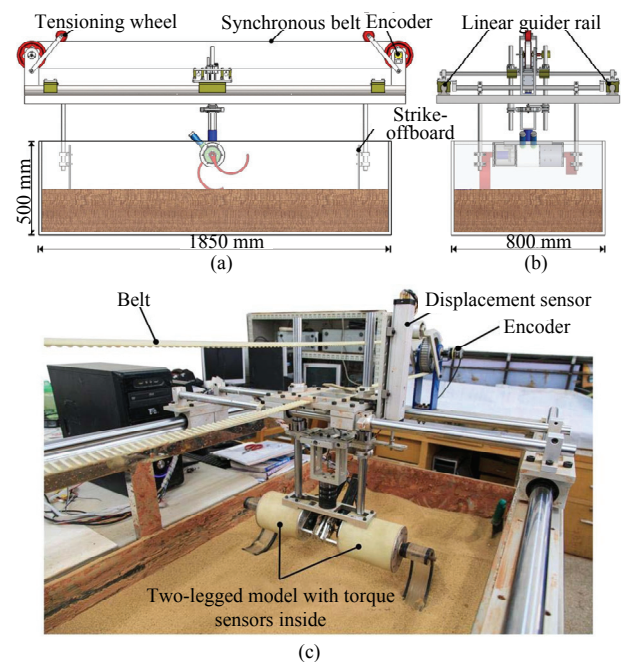 (a)
Tensioning wheel
Synchronous belt
Encoder
(b)
Linear guider rail
Strike-
offboard
500 mm
1850 mm
800 mm
(a)
(b)
Belt
Displacement sensor
Encoder
Two-legged model with torque
sensors inside
(c)